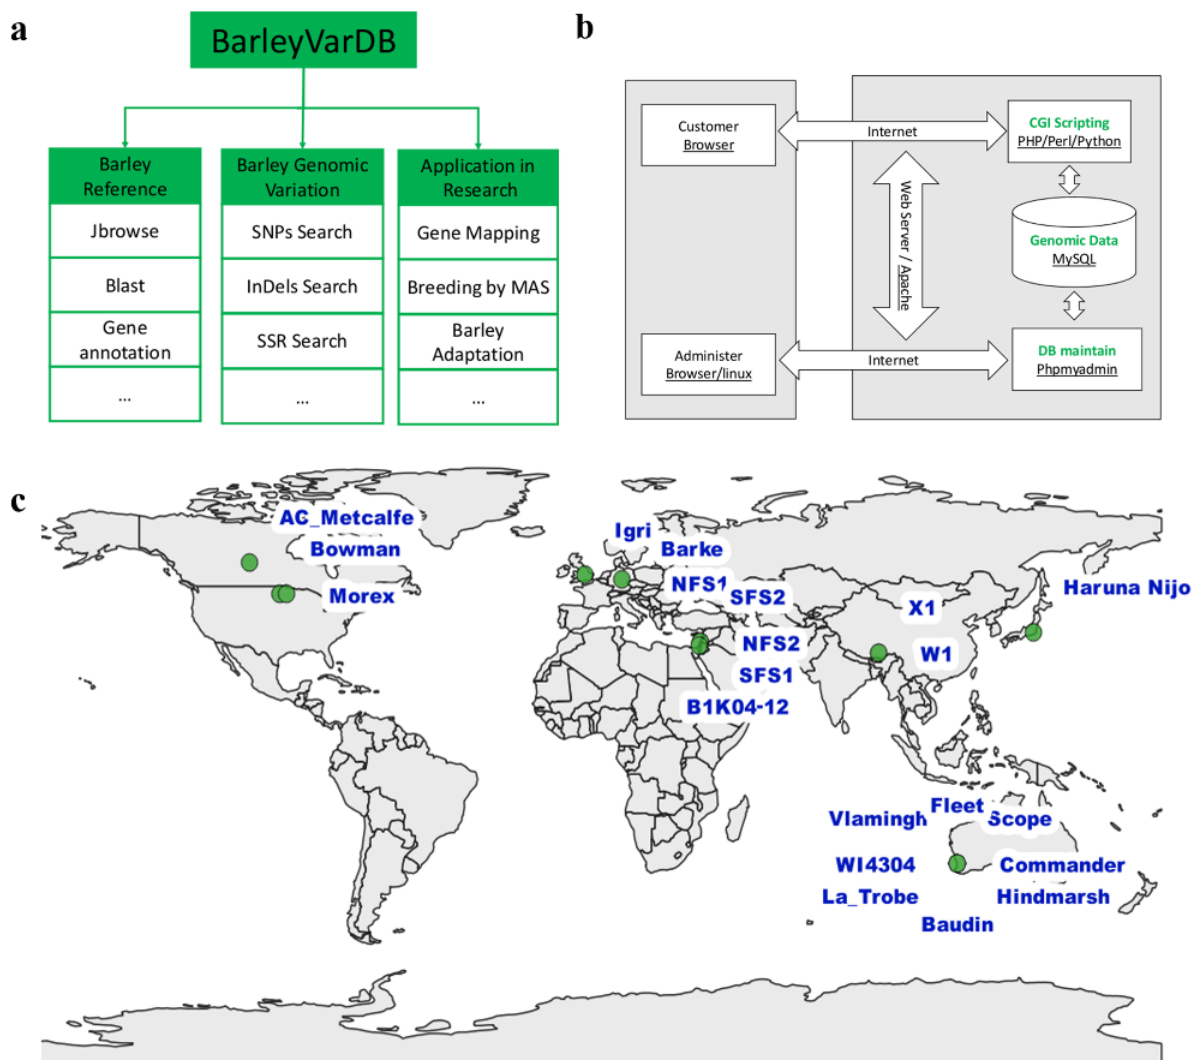 a
BarleyVarDB
Barley
Reference
Jbrowse
Blast
Gene
annotation
...
Barley Genomic
Variation
SNPs Search
InDels Search
SSR Search
...
Application in
Research
Gene Mapping
Breeding by MAS
Barley
Adaptation
...
b
Customer
Browser
Internet
CGI Scripting
PHP/Perl/Python
Web Server / Apache
Genomic Data
MySQL
Administer
Browser/linux
Internet
DB maintain
Phpmyadmin
c
AC_Metcalfe
Bowman
Morex
Igri
Barke
NFS1
SFS2
NFS2
SFS1
B1K04-12
X1
W1
Haruna Nijo
Fleet
Vlamingh
Scope
WI4304
Commander
La_Trobe
Hindmarsh
Baudin